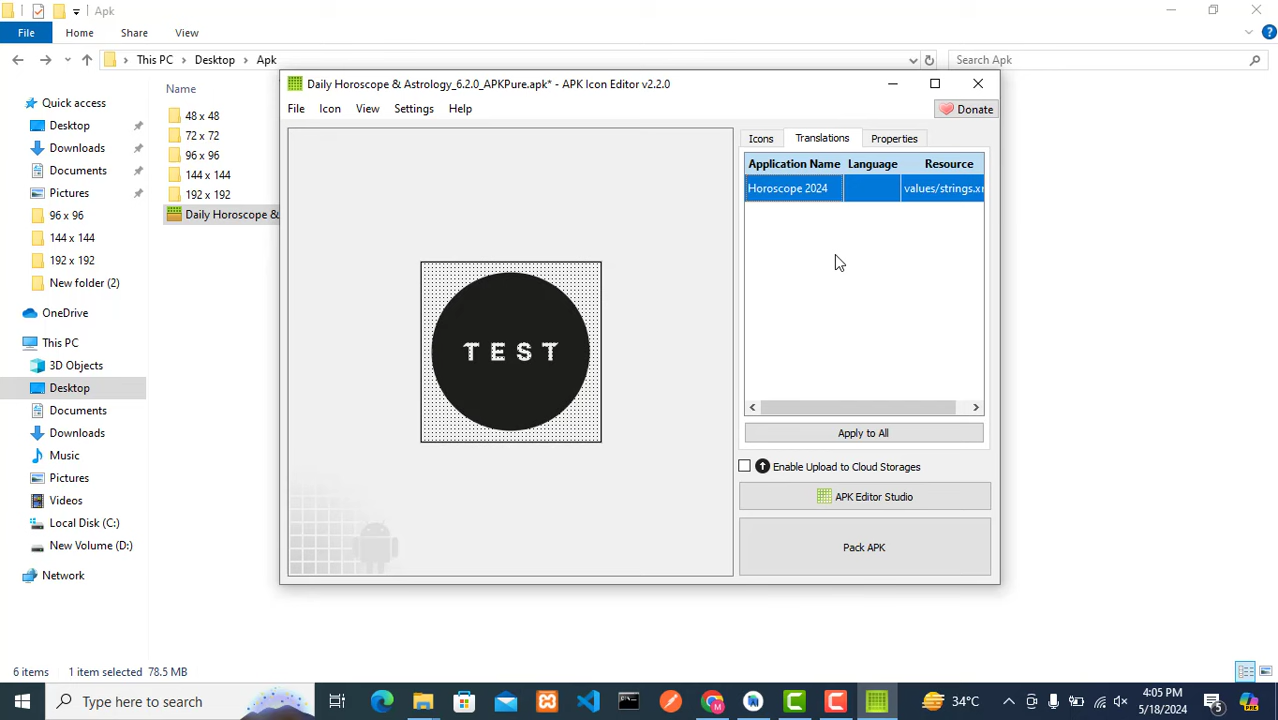 Apk
File
Home
Share
View
This PC
Desktop
Apk
Search Apk
Quick access
Desktop
Downloads
Documents
Pictures
96 x 96
144 x 144
192 x 192
New folder (2)
OneDrive
This PC
3D Objects
Desktop
Documents
Downloads
Music
Pictures
Videos
Local Disk (C:)
New Volume (D:)
Network
Name
48 x 48
72 x 72
96 x 96
144 x 144
192 x 192
Daily Horoscope &
Daily Horoscope & Astrology_6.2.0_APKPure.apk* - APK Icon Editor v2.2.0
File
Icon
View
Settings
Help
Donate
TEST
Icons
Translations
Properties
Application Name
Language
Resource
Horoscope 2024
values/strings.xr
Apply to All
Enable Upload to Cloud Storages
APK Editor Studio
Pack APK
6 items
1 item selected 78.5 MB
Type here to search
34°C
4:05 PM
5/18/2024
5
PRE